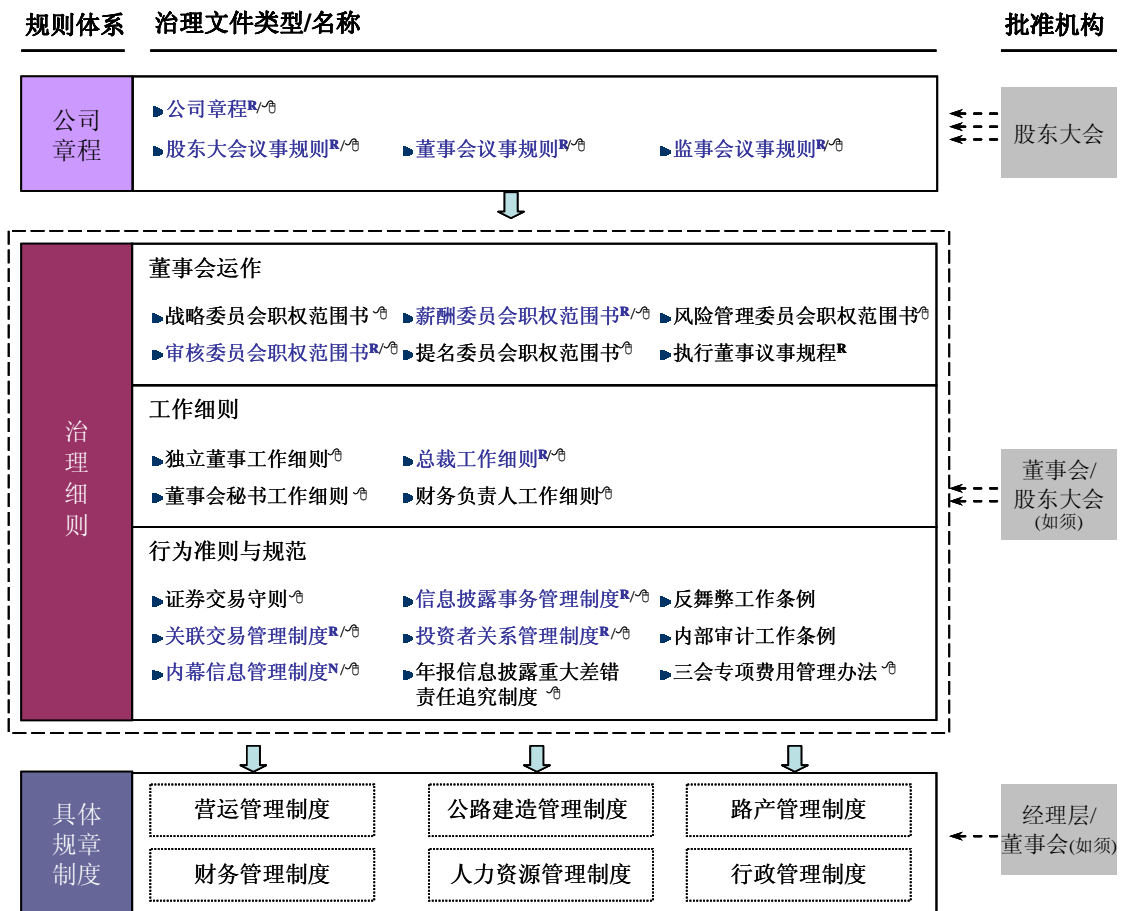 规则体系 治理文件类型/名称 批准机构
公司
章程
公司章程R/
股东大会议事规则R/ 董事会议事规则R/ 监事会议事规则R/
股东大会
治
理
细
则
董事会运作
战略委员会职权范围书 薪酬委员会职权范围书R/ 风险管理委员会职权范围书
审核委员会职权范围书R/ 提名委员会职权范围书 执行董事议事规程R
工作细则
独立董事工作细则 总裁工作细则R/
董事会秘书工作细则 财务负责人工作细则
行为准则与规范
证券交易守则 信息披露事务管理制度R/ 反舞弊工作条例
关联交易管理制度R/ 投资者关系管理制度R/ 内部审计工作条例
内幕信息管理制度N/ 年报信息披露重大差错 三会专项费用管理办法
责任追究制度
董事会/
股东大会
(如须)
具体
规章
制度
营运管理制度 公路建造管理制度 路产管理制度
财务管理制度 人力资源管理制度 行政管理制度
经理层/
董事会(如须)